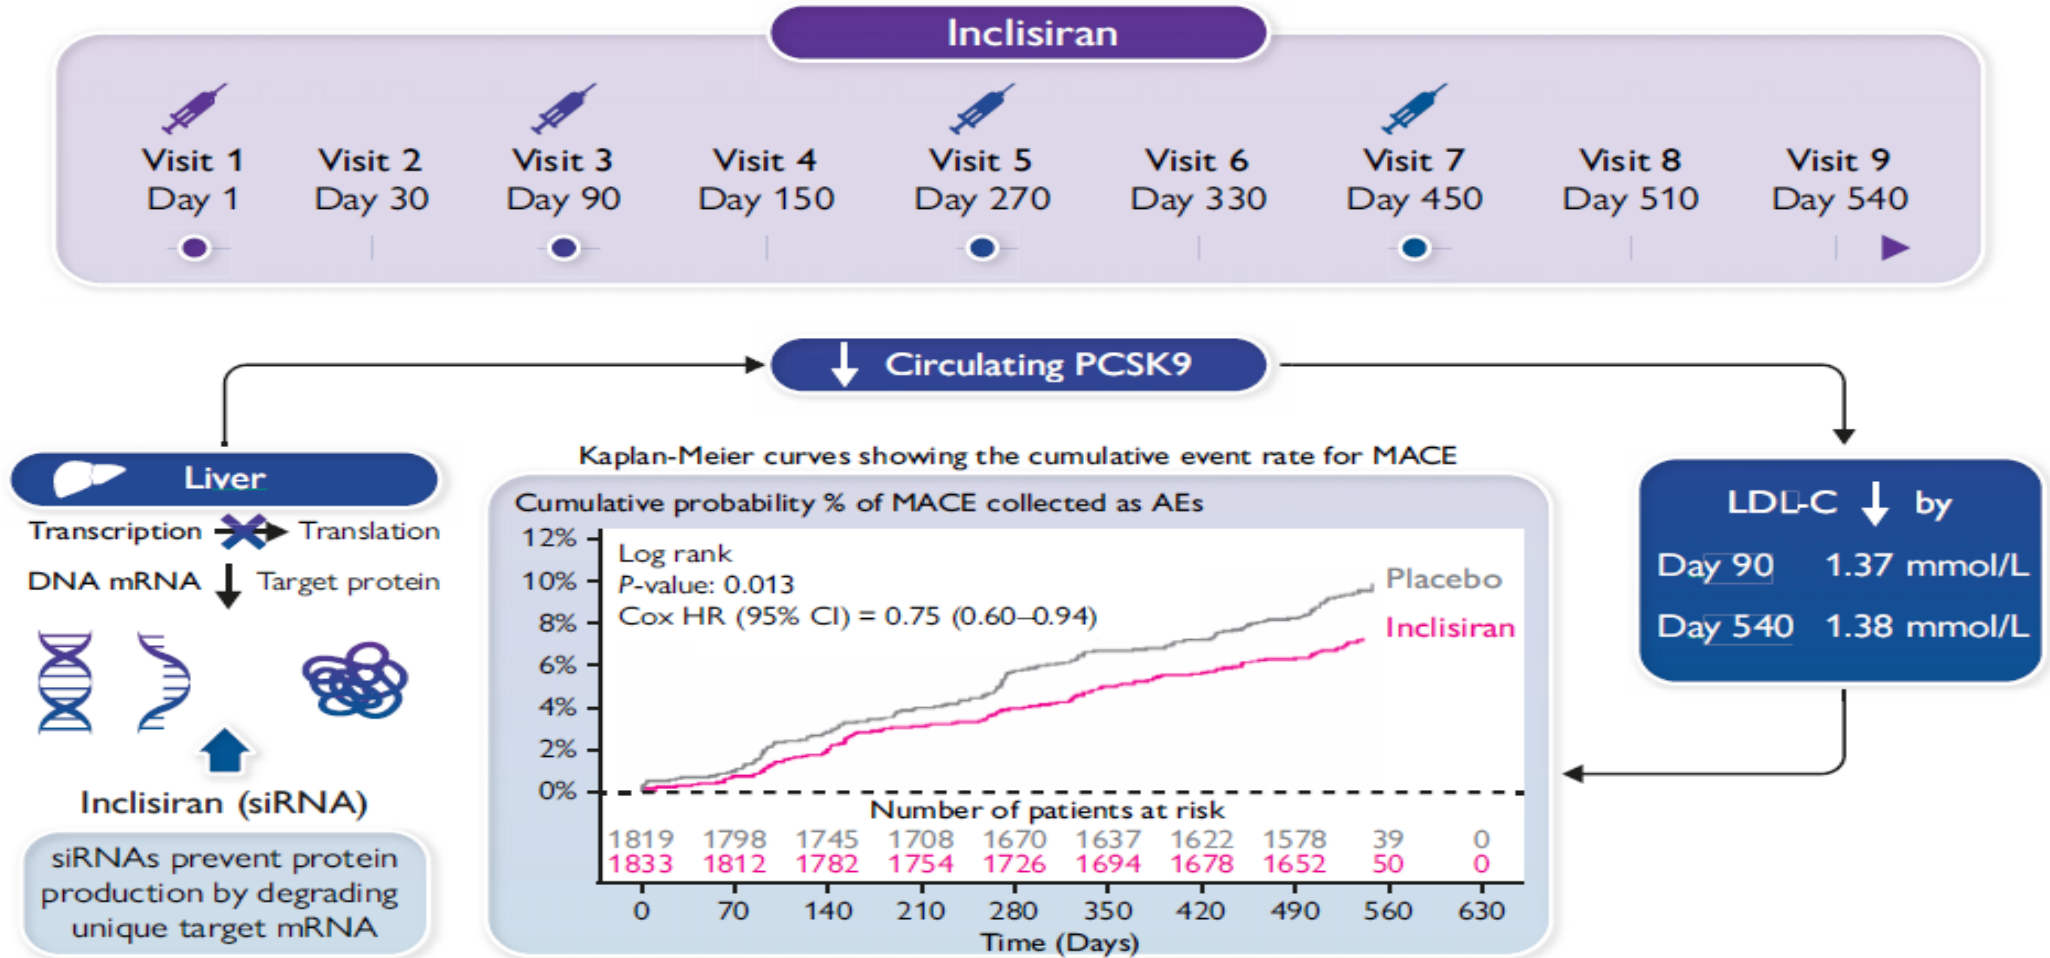 Inclisiran
Visit 1 Visit 2 Visit 3 Visit 4 Visit 5 Visit 6 Visit 7 Visit 8 Visit 9
Day 1 Day 30 Day 90 Day 150 Day 270 Day 330 Day 450 Day 510 Day 540
Circulating PCSK9
Liver
Transcription Translation
DNA mRNA Target protein
Inclisiran (siRNA)
siRNAs prevent protein
production by degrading
unique target mRNA
Kaplan-Meier curves showing the cumulative event rate for MACE
Cumulative probability % of MACE collected as AEs
12%
10%
8%
6%
4%
2%
0%
Log rank
P-value: 0.013
Cox HR (95% CI) = 0.75 (0.60–0.94)
Placebo
Inclisiran
Number of patients at risk
1819 1798 1745 1708 1670 1637 1622 1578 39 0
1833 1812 1782 1754 1726 1694 1678 1652 50 0
0 70 140 210 280 350 420 490 560 630
Time (Days)
LDL-C by
Day 90 1.37 mmol/L
Day 540 1.38 mmol/L